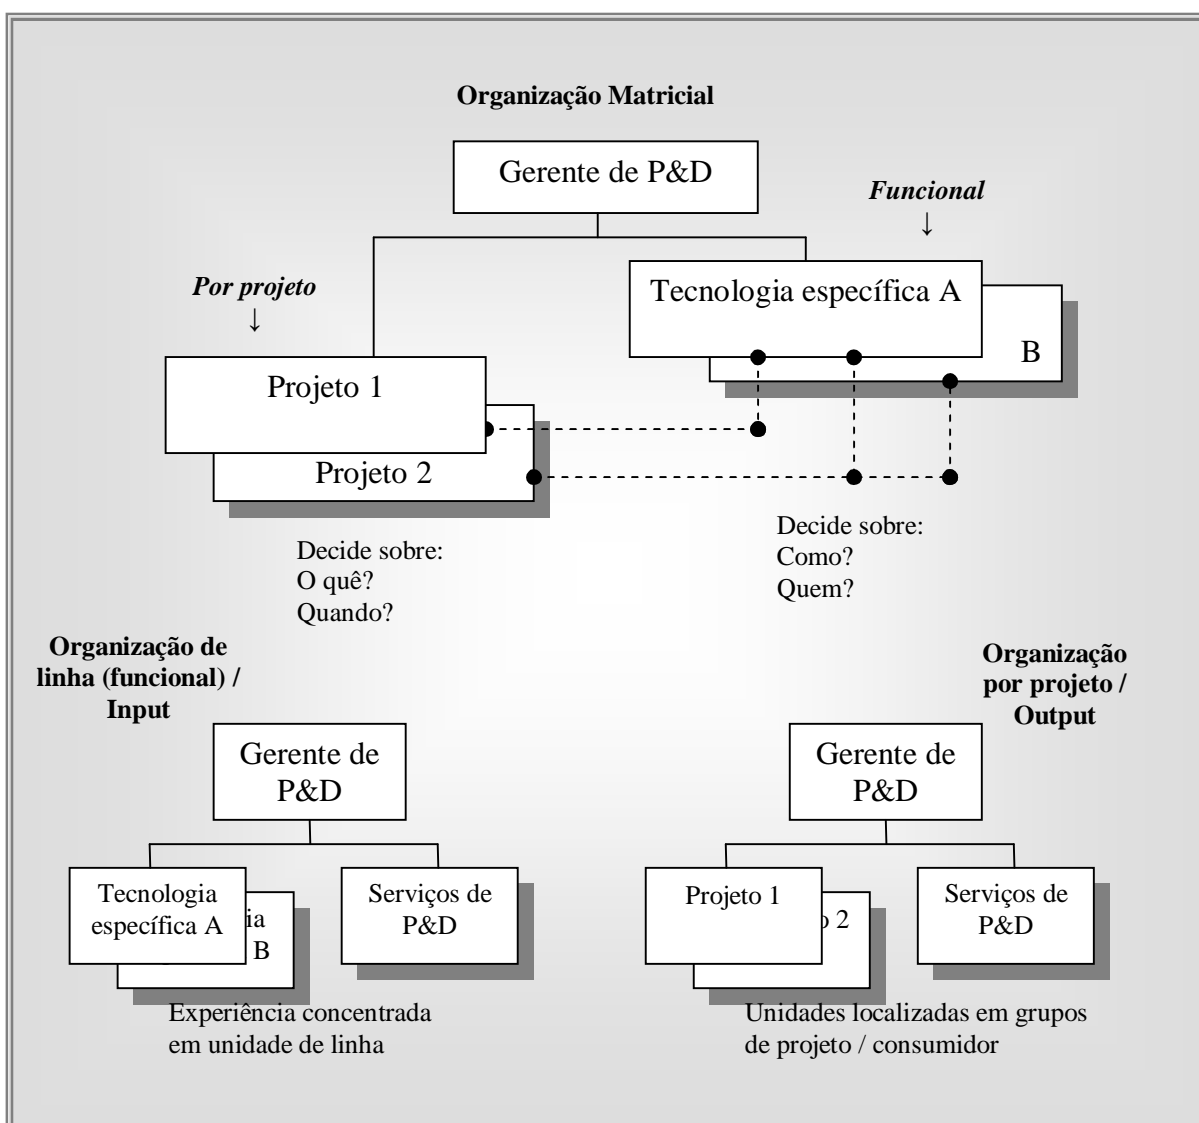 Organização Matricial
Gerente de P&D
Funcional
↓
Por projeto
↓
Tecnologia específica A
B
Projeto 1
Projeto 2
Decide sobre:
O quê?
Quando?
Decide sobre:
Como?
Quem?
Organização de
linha (funcional) /
Input
Organização
por projeto /
Output
Gerente de
P&D
Tecnologia
específica A
ia
B
Serviços de
P&D
Experiência concentrada
em unidade de linha
Gerente de
P&D
Projeto 1
o 2
Serviços de
P&D
Unidades localizadas em grupos
de projeto / consumidor